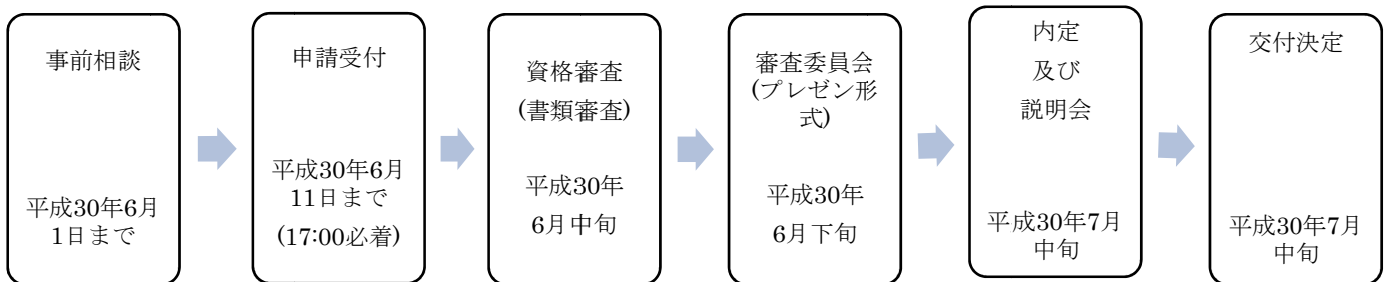 事前相談
平成30年6月
1日まで
申請受付
平成30年6月
11日まで
(17:00必着)
資格審査
(書類審査)
平成30年
6月中旬
審査委員会
(プレゼン形
式)
平成30年
6月下旬
内定
及び
説明会
平成30年7月
中旬
交付決定
平成30年7月
中旬